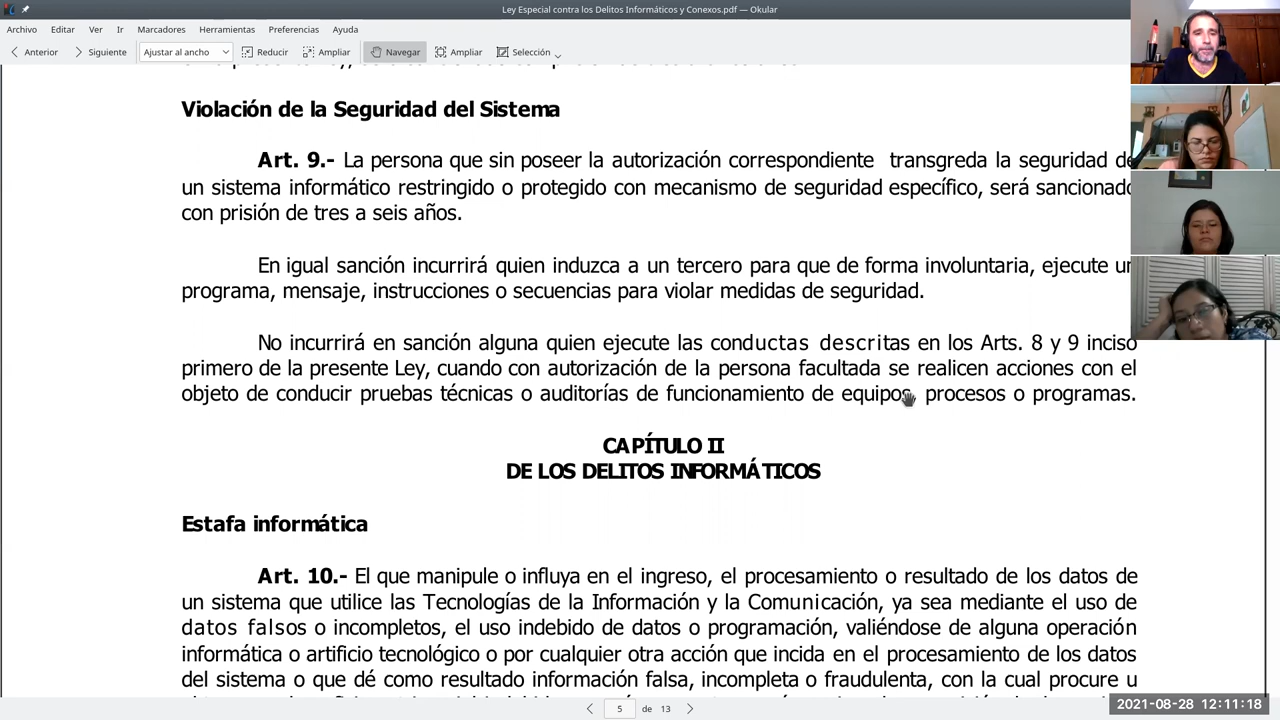 Ley Especial contra los Delitos Informáticos y Conexos.pdf — Okular
Archivo Editar Ver Ir Marcadores Herramientas Preferencias Ayuda
Anterior Siguiente Ajustar al ancho Reducir Ampliar Navegar Ampliar Selección
Violación de la Seguridad del Sistema
Art. 9.- La persona que sin poseer la autorización correspondiente transgreda la seguridad de
un sistema informático restringido o protegido con mecanismo de seguridad específico, será sancionado
con prisión de tres a seis años.
En igual sanción incurrirá quien induzca a un tercero para que de forma involuntaria, ejecute un
programa, mensaje, instrucciones o secuencias para violar medidas de seguridad.
No incurrirá en sanción alguna quien ejecute las conductas descritas en los Arts. 8 y 9 inciso
primero de la presente Ley, cuando con autorización de la persona facultada se realicen acciones con el
objeto de conducir pruebas técnicas o auditorías de funcionamiento de equipos, procesos o programas.
CAPÍTULO II
DE LOS DELITOS INFORMÁTICOS
Estafa informática
Art. 10.- El que manipule o influya en el ingreso, el procesamiento o resultado de los datos de
un sistema que utilice las Tecnologías de la Información y la Comunicación, ya sea mediante el uso de
datos falsos o incompletos, el uso indebido de datos o programación, valiéndose de alguna operación
informática o artificio tecnológico o por cualquier otra acción que incida en el procesamiento de los datos
del sistema o que dé como resultado información falsa, incompleta o fraudulenta, con la cual procure u
5 de 13
2021-08-28 12:11:18